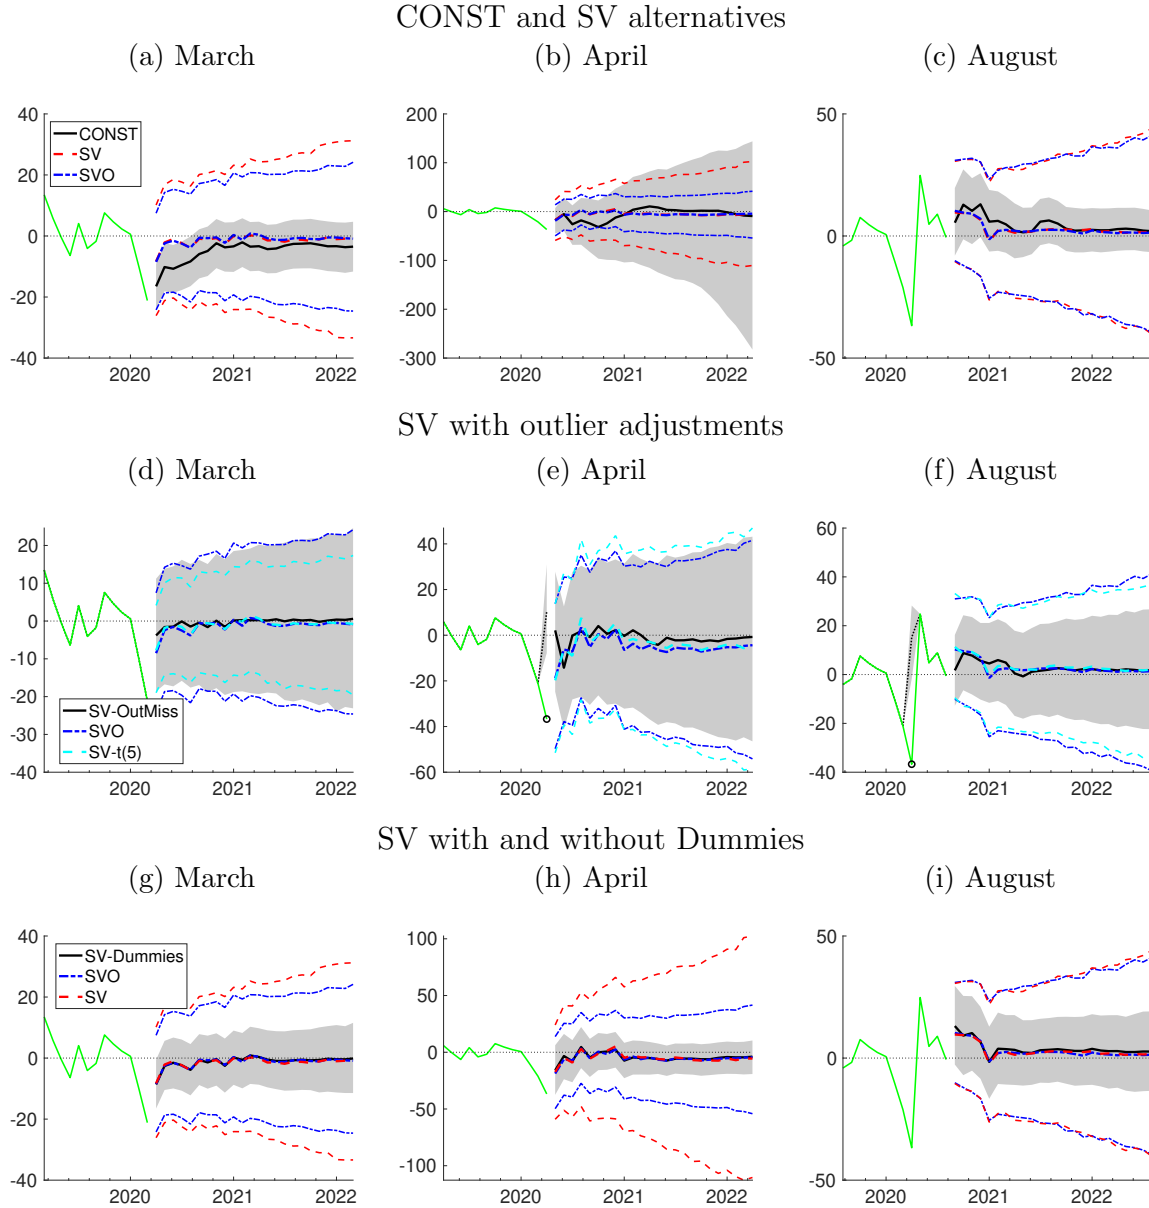 CONST and SV alternatives
(a) March
(b) April
(c) August
40
20
0
-20
-40
CONST
SV
SVO
2020 2021 2022
200
100
0
-100
-200
-300
2020 2021 2022
50
0
-50
2020 2021 2022
SV with outlier adjustments
(d) March
(e) April
(f) August
20
10
0
-10
-20
-30
-40
SV-OutMiss
SVO
SV-t(5)
2020 2021 2022
40
20
0
-20
-40
-60
2020 2021 2022
60
40
20
0
-20
-40
2020 2021 2022
SV with and without Dummies
(g) March
(h) April
(i) August
40
20
0
-20
-40
SV-Dummies
SVO
SV
2020 2021 2022
100
50
0
-50
-100
2020 2021 2022
50
0
-50
2020 2021 2022